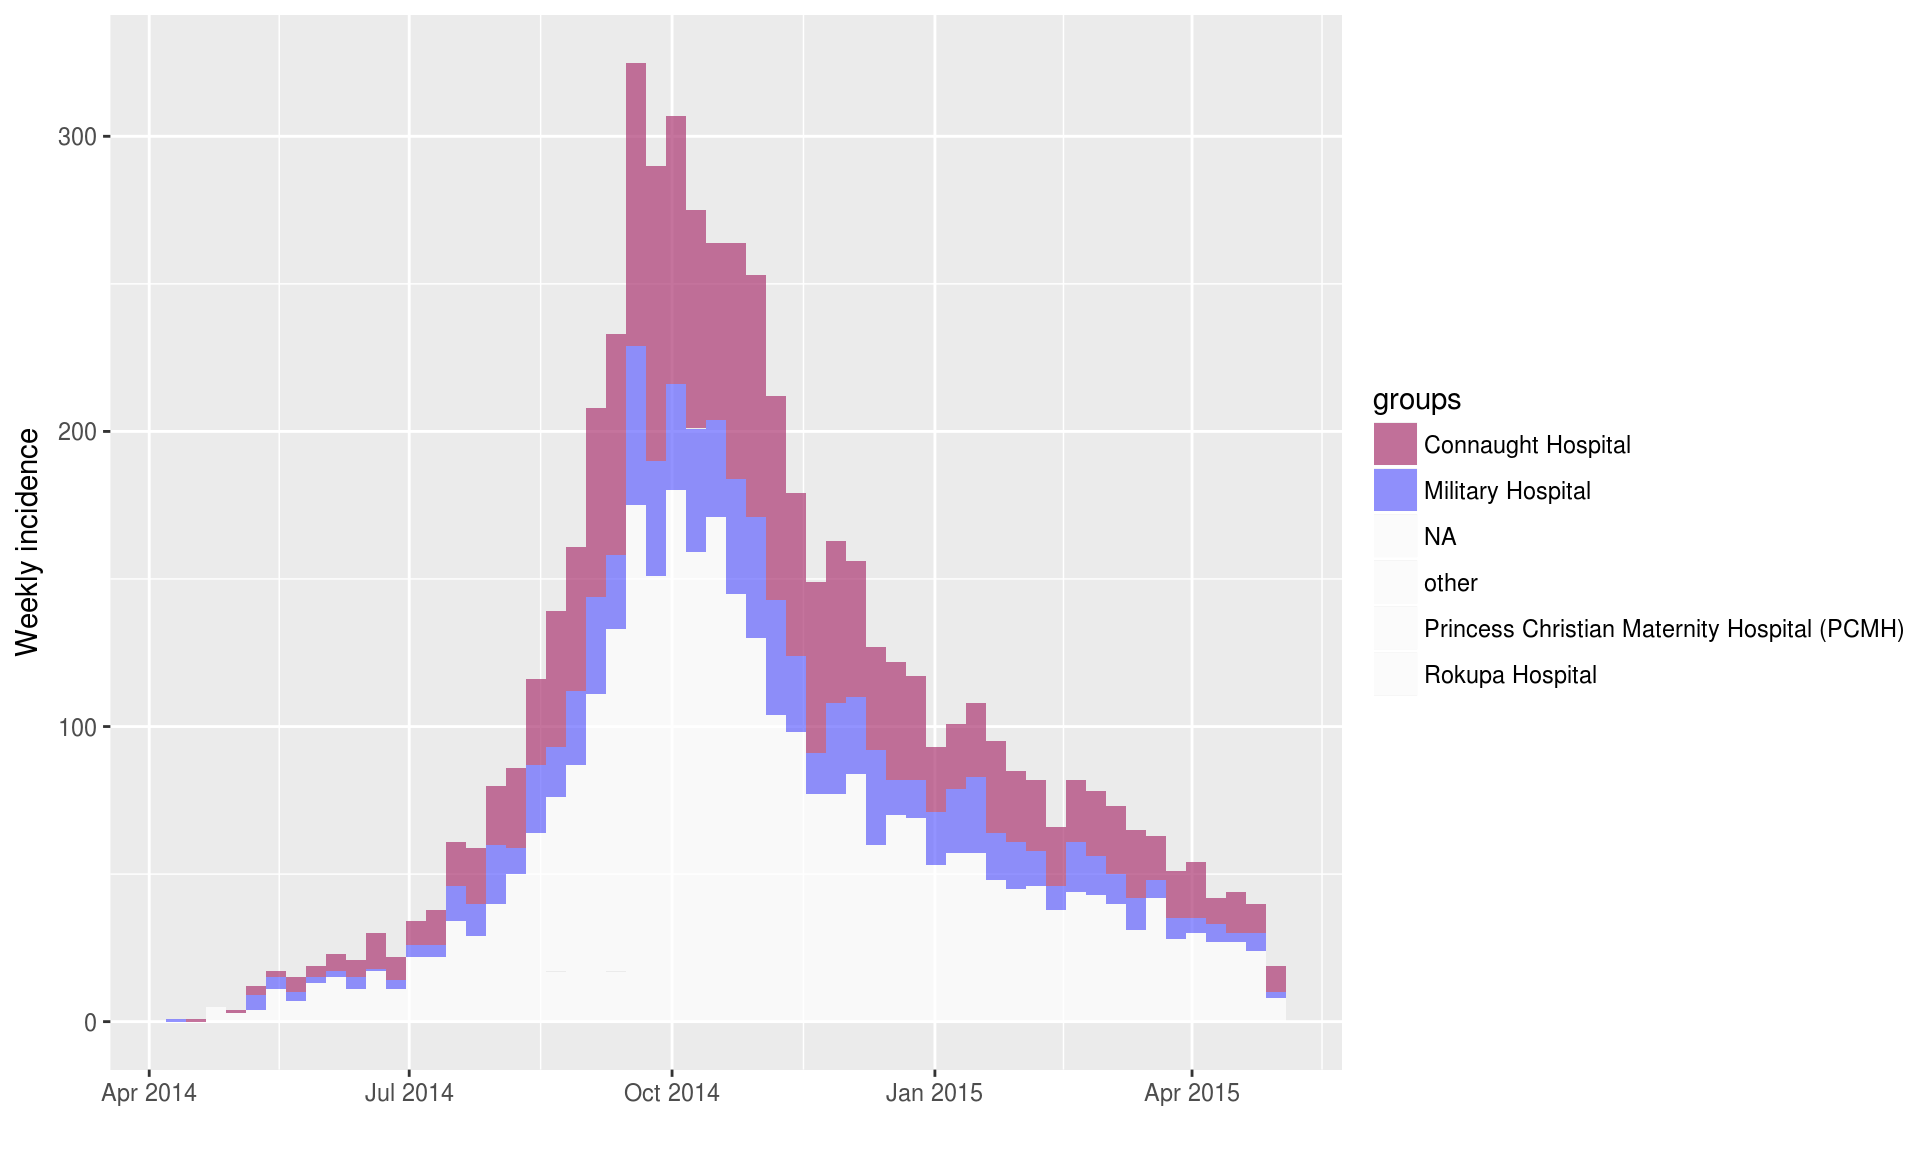 Weekly incidence
300
200
100
0
Apr 2014
Jul 2014
Oct 2014
Jan 2015
Apr 2015
groups
Connaught Hospital
Military Hospital
NA
other
Princess Christian Maternity Hospital (PCMH)
Rokupa Hospital